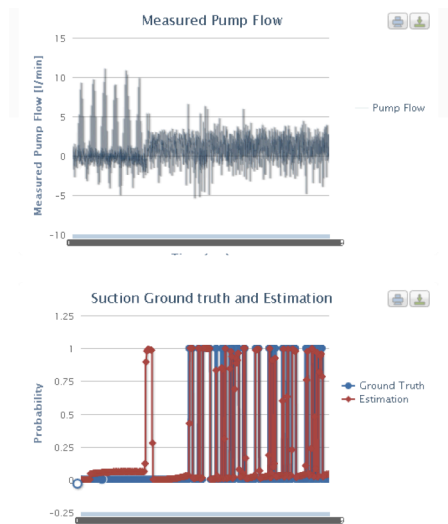 Measured Pump Flow
Measured Pump Flow [l/min]
15
10
5
0
-5
-10
Pump Flow
Suction Ground truth and Estimation
Probability
1.25
1
0.75
0.5
0.25
0
-0.25
Ground Truth
Estimation